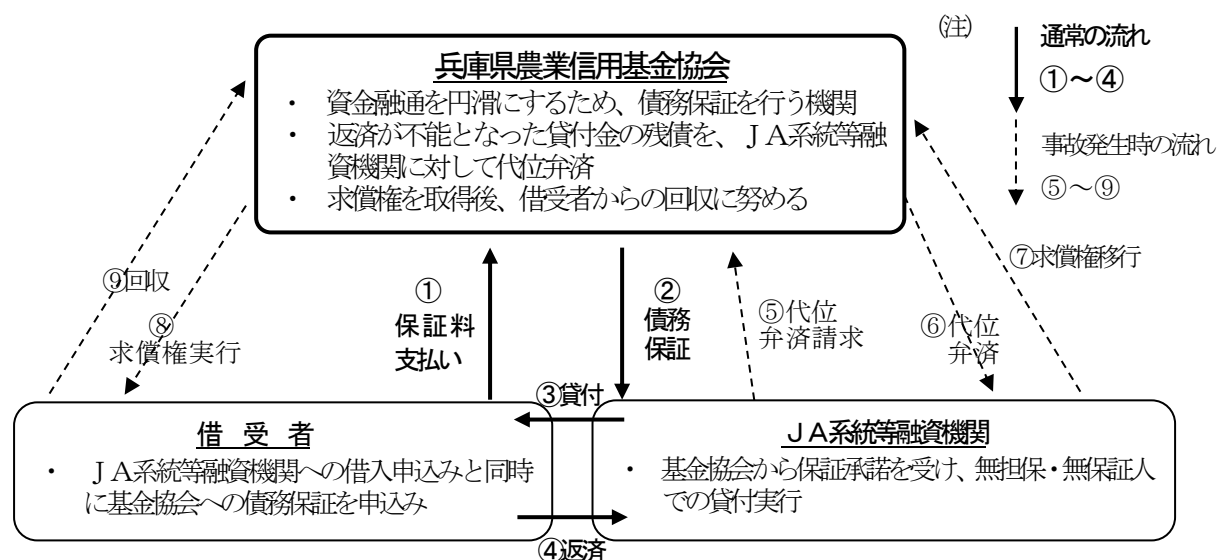 (注)
通常の流れ
①～④
事故発生時の流れ
⑤～⑨
兵庫県農業信用基金協会
・ 資金融通を円滑にするため、債務保証を行う機関
・ 返済が不能となった貸付金の残債を、ＪＡ系統等融
資機関に対して代位弁済
・ 求償権を取得後、借受者からの回収に努める
⑨回収
⑧
求償権実行
①
保証料
支払い
②
債務
保証
⑤代位
弁済請求
⑥代位
弁済
⑦求償権移行
③貸付
借 受 者
・ ＪＡ系統等融資機関への借入申込みと同時
に基金協会への債務保証を申込み
ＪＡ系統等融資機関
・ 基金協会から保証承諾を受け、無担保・無保証人
での貸付実行
④返済